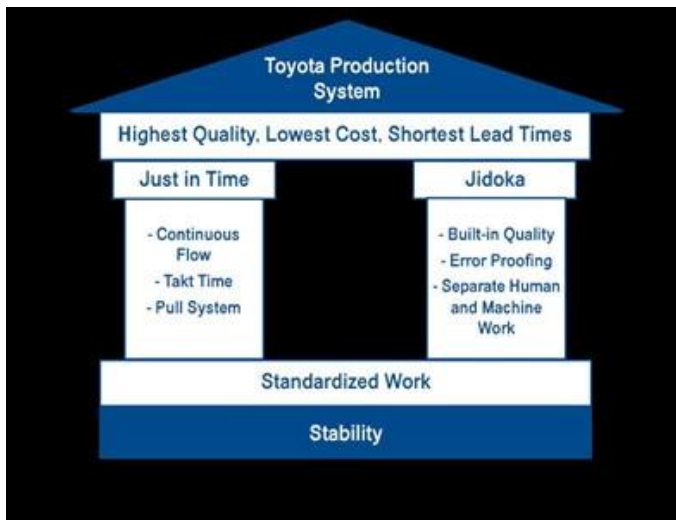 Toyota Production
System
Highest Quality, Lowest Cost, Shortest Lead Times
Just in Time
- Continuous
Flow
- Takt Time
- Pull System
Jidoka
- Built-in Quality
- Error Proofing
- Separate Human
and Machine
Work
Standardized Work
Stability